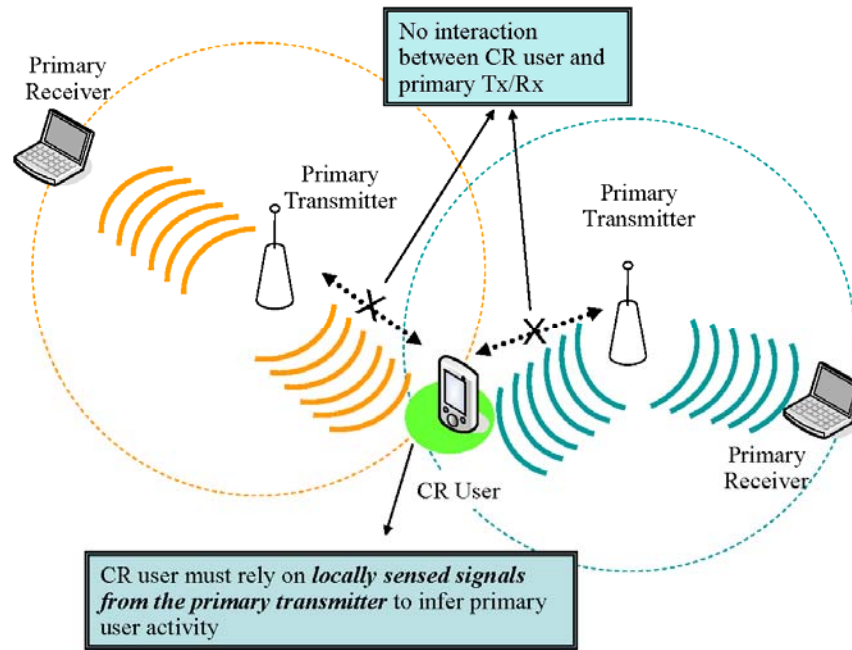 No interaction
between CR user and
primary Tx/Rx
Primary
Receiver
Primary
Transmitter
Primary
Transmitter
Primary
Receiver
CR User
CR user must rely on locally sensed signals
from the primary transmitter to infer primary
user activity